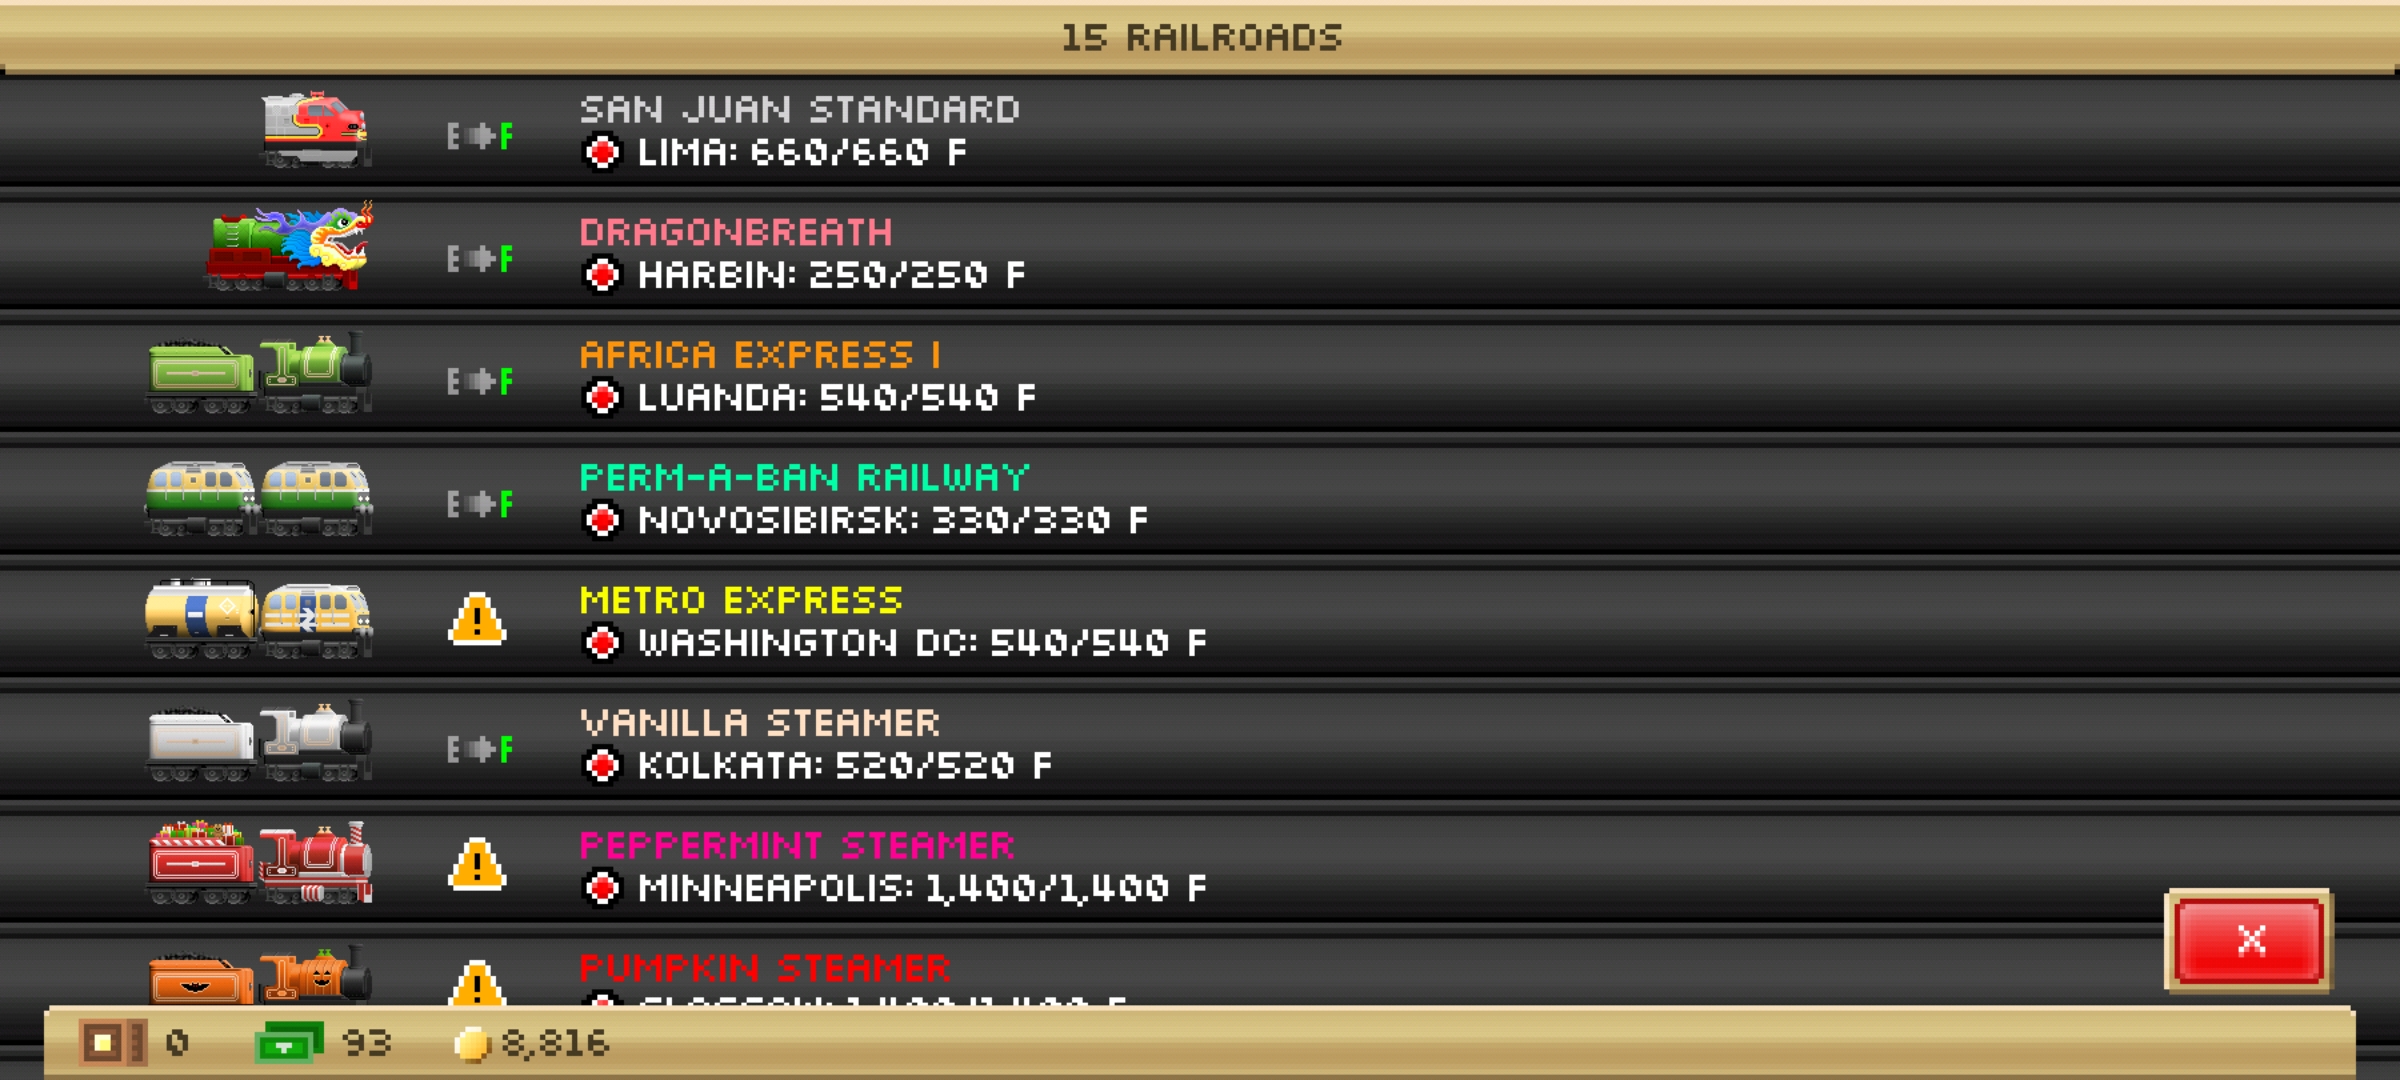 15 RAILROADS
SAN JUAN STANDARD
E F
LIMA: 660/660 F
DRAGONBREATH
E F
HARBIN: 250/250 F
AFRICA EXPRESS I
E F
LUANDA: 540/540 F
PERM-A-BAN RAILWAY
E F
NOVOSIBIRSK: 330/330 F
METRO EXPRESS
!
WASHINGTON DC: 540/540 F
VANILLA STEAMER
E F
KOLKATA: 520/520 F
PEPPERMINT STEAMER
!
MINNEAPOLIS: 1,400/1,400 F
PUMPKIN STEAMER
!
X
0 93 8,816